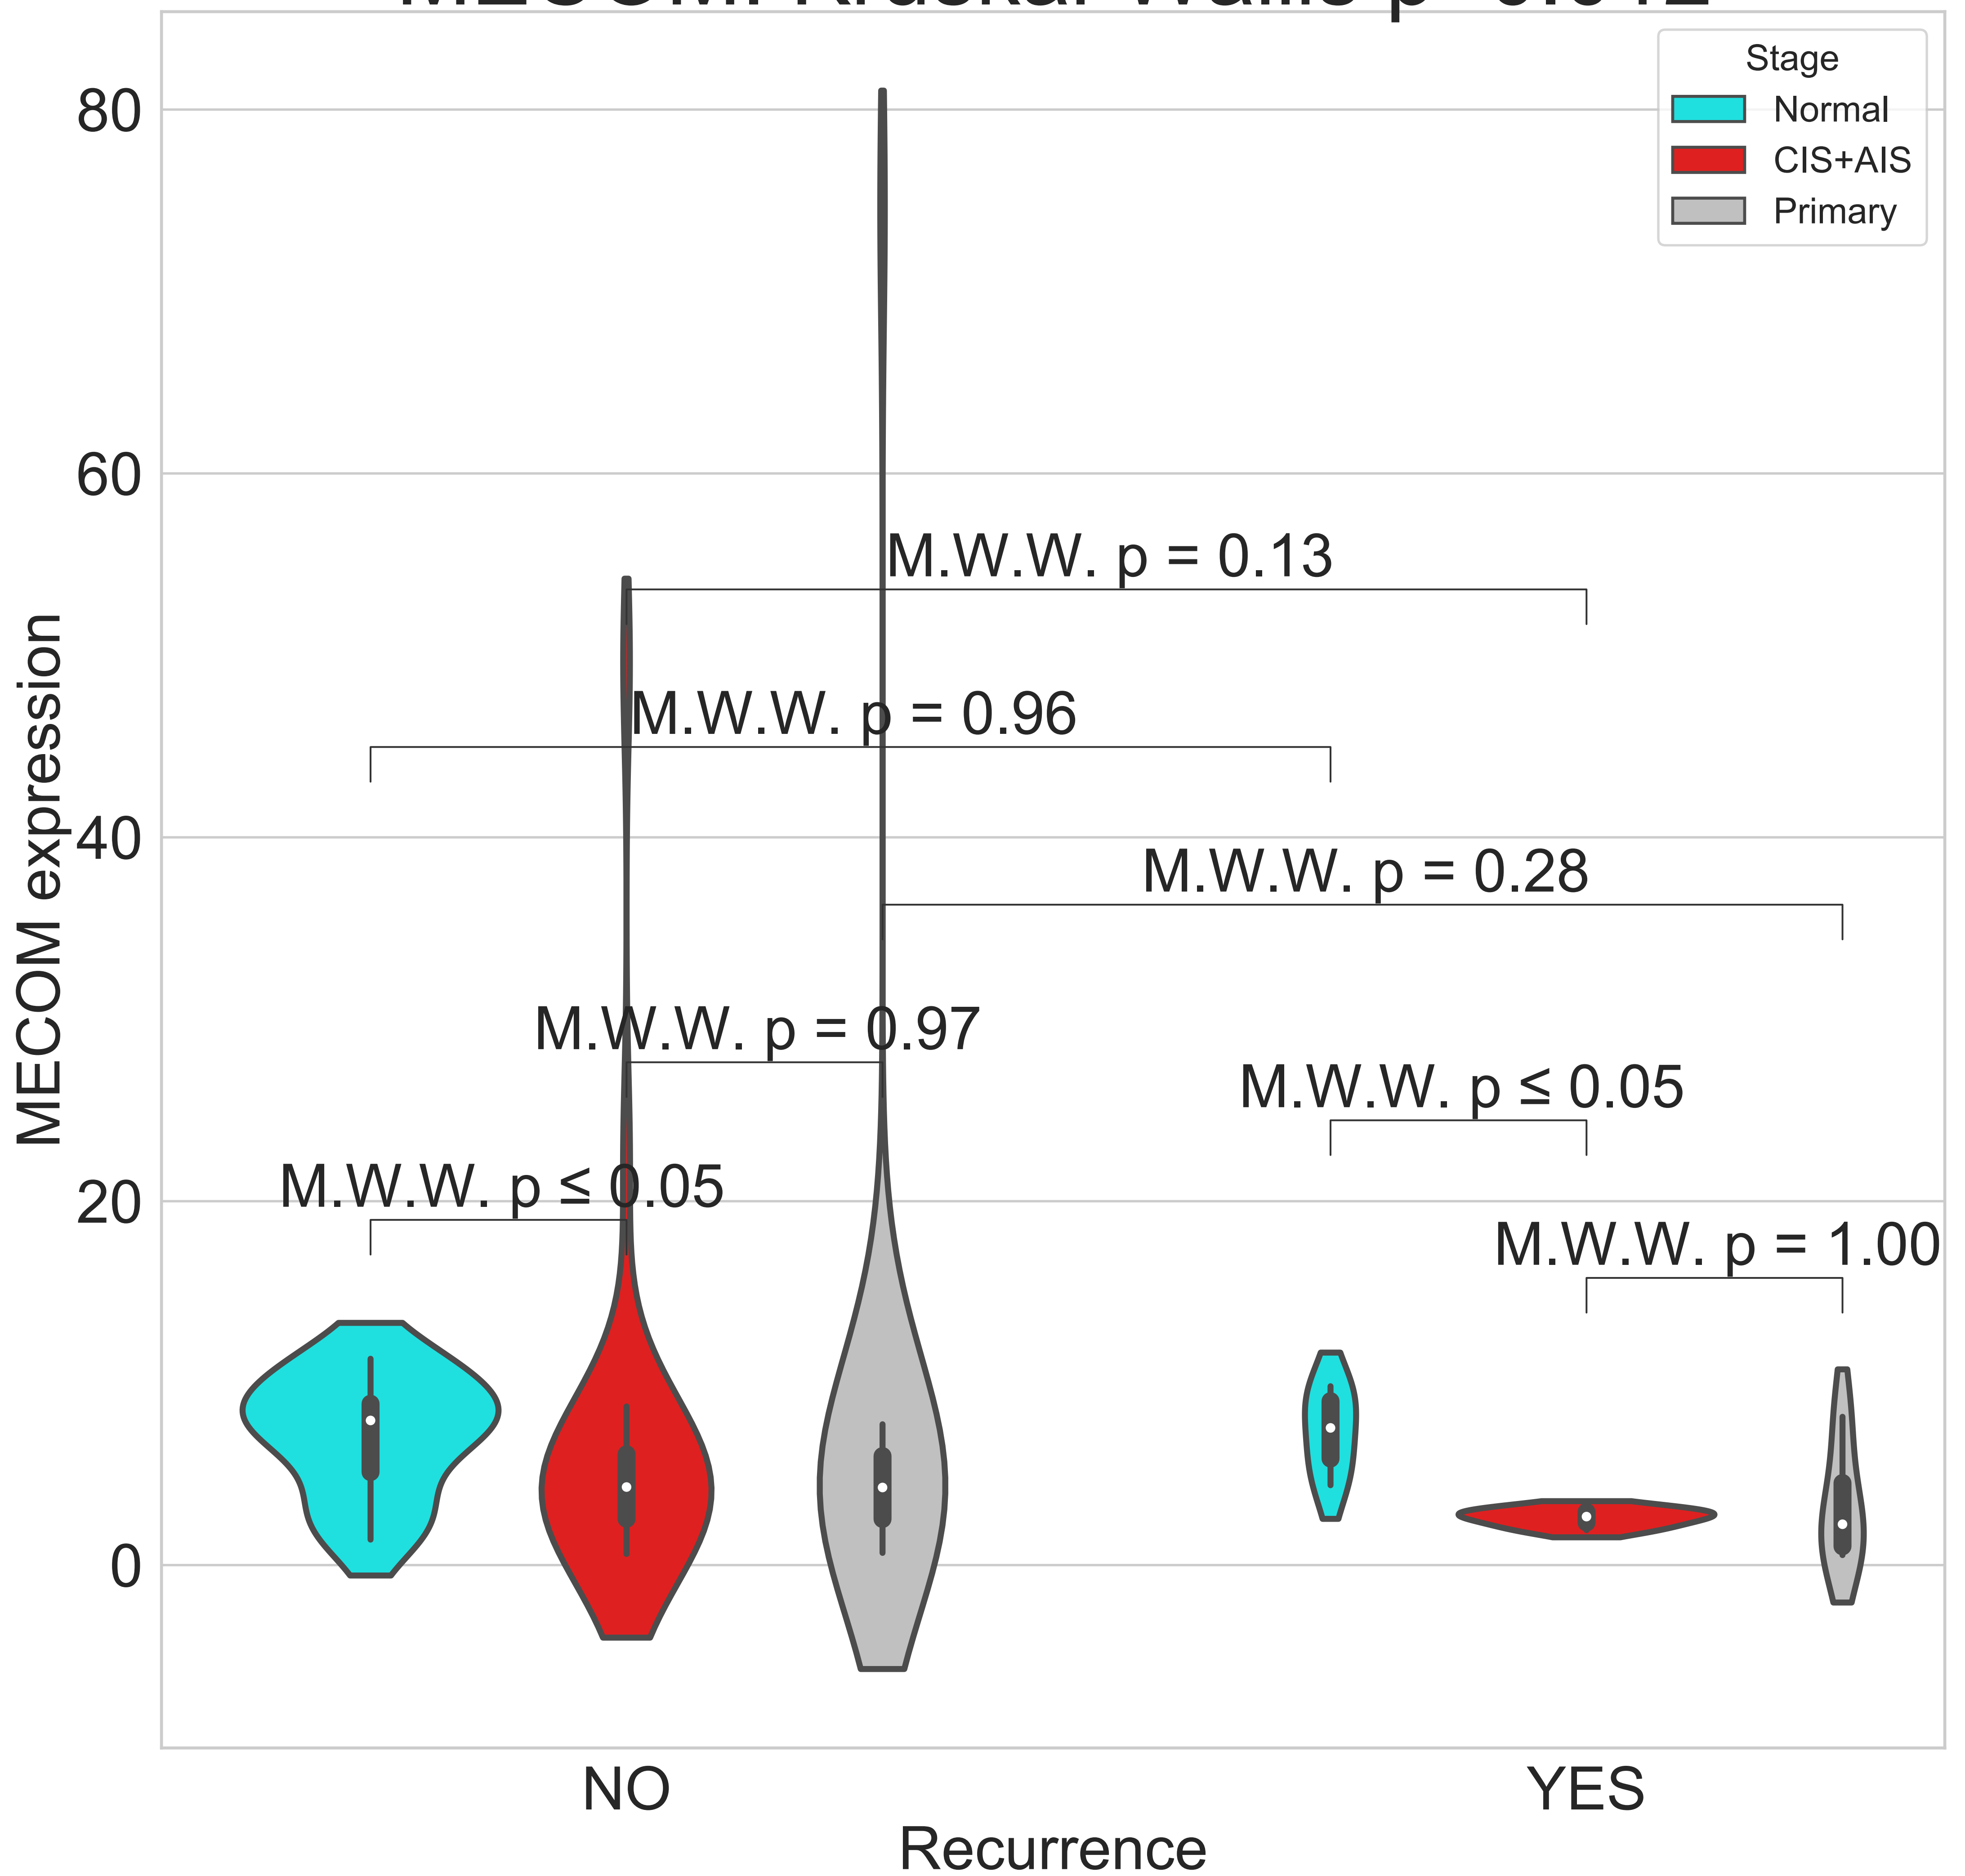 Stage
Normal
CIS+AIS
Primary
80
60
40
20
0
MECOM expression
M.W.W. p = 0.13
M.W.W. p = 0.96
M.W.W. p = 0.28
M.W.W. p = 0.97
M.W.W. p ≤ 0.05
M.W.W. p ≤ 0.05
M.W.W. p = 1.00
NO
YES
Recurrence